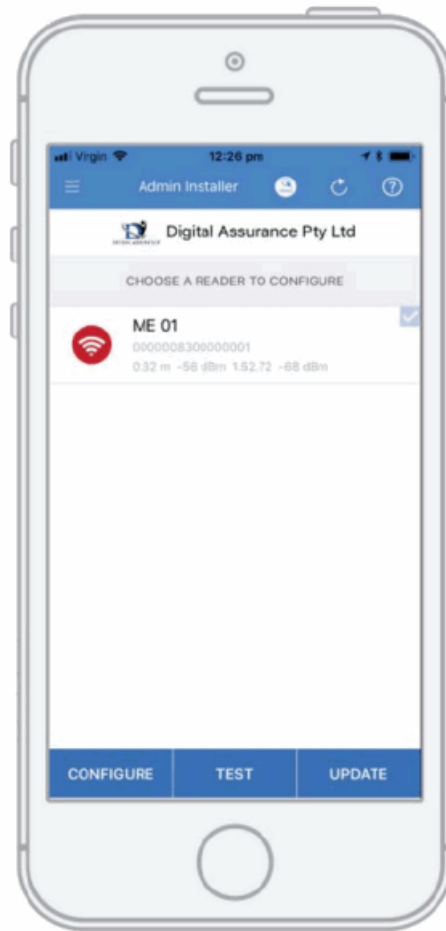 Virgin 12:26 pm
Admin Installer
Digital Assurance Pty Ltd
CHOOSE A READER TO CONFIGURE
ME 01
0000008300000001
0.32 m -56 dBm 1.52.72 -68 dBm
CONFIGURE TEST UPDATE